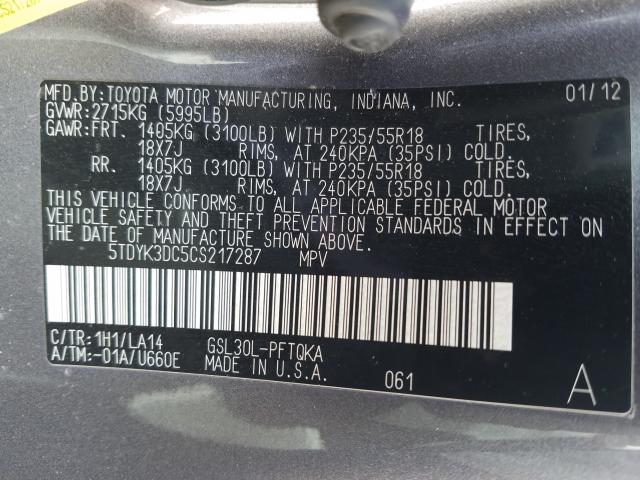 MFD.BY:TOYOTA MOTOR MANUFACTURING, INDIANA, INC. 01/12
GVWR:2715KG (5995LB)
GAWR:FRT. 1405KG (3100LB) WITH P235/55R18 TIRES,
18X7J RIMS, AT 240KPA (35PSI) COLD.
RR. 1405KG (3100LB) WITH P235/55R18 TIRES,
18X7J RIMS, AT 240KPA (35PSI) COLD.
THIS VEHICLE CONFORMS TO ALL APPLICABLE FEDERAL MOTOR
VEHICLE SAFETY AND THEFT PREVENTION STANDARDS IN EFFECT ON
THE DATE OF MANUFACTURE SHOWN ABOVE.
5TDYK3DC5CS217287 MPV
C/TR:1H1/LA14 GSL30L-PFTQKA
A/TM:-01A/U660E MADE IN U.S.A. 061 A